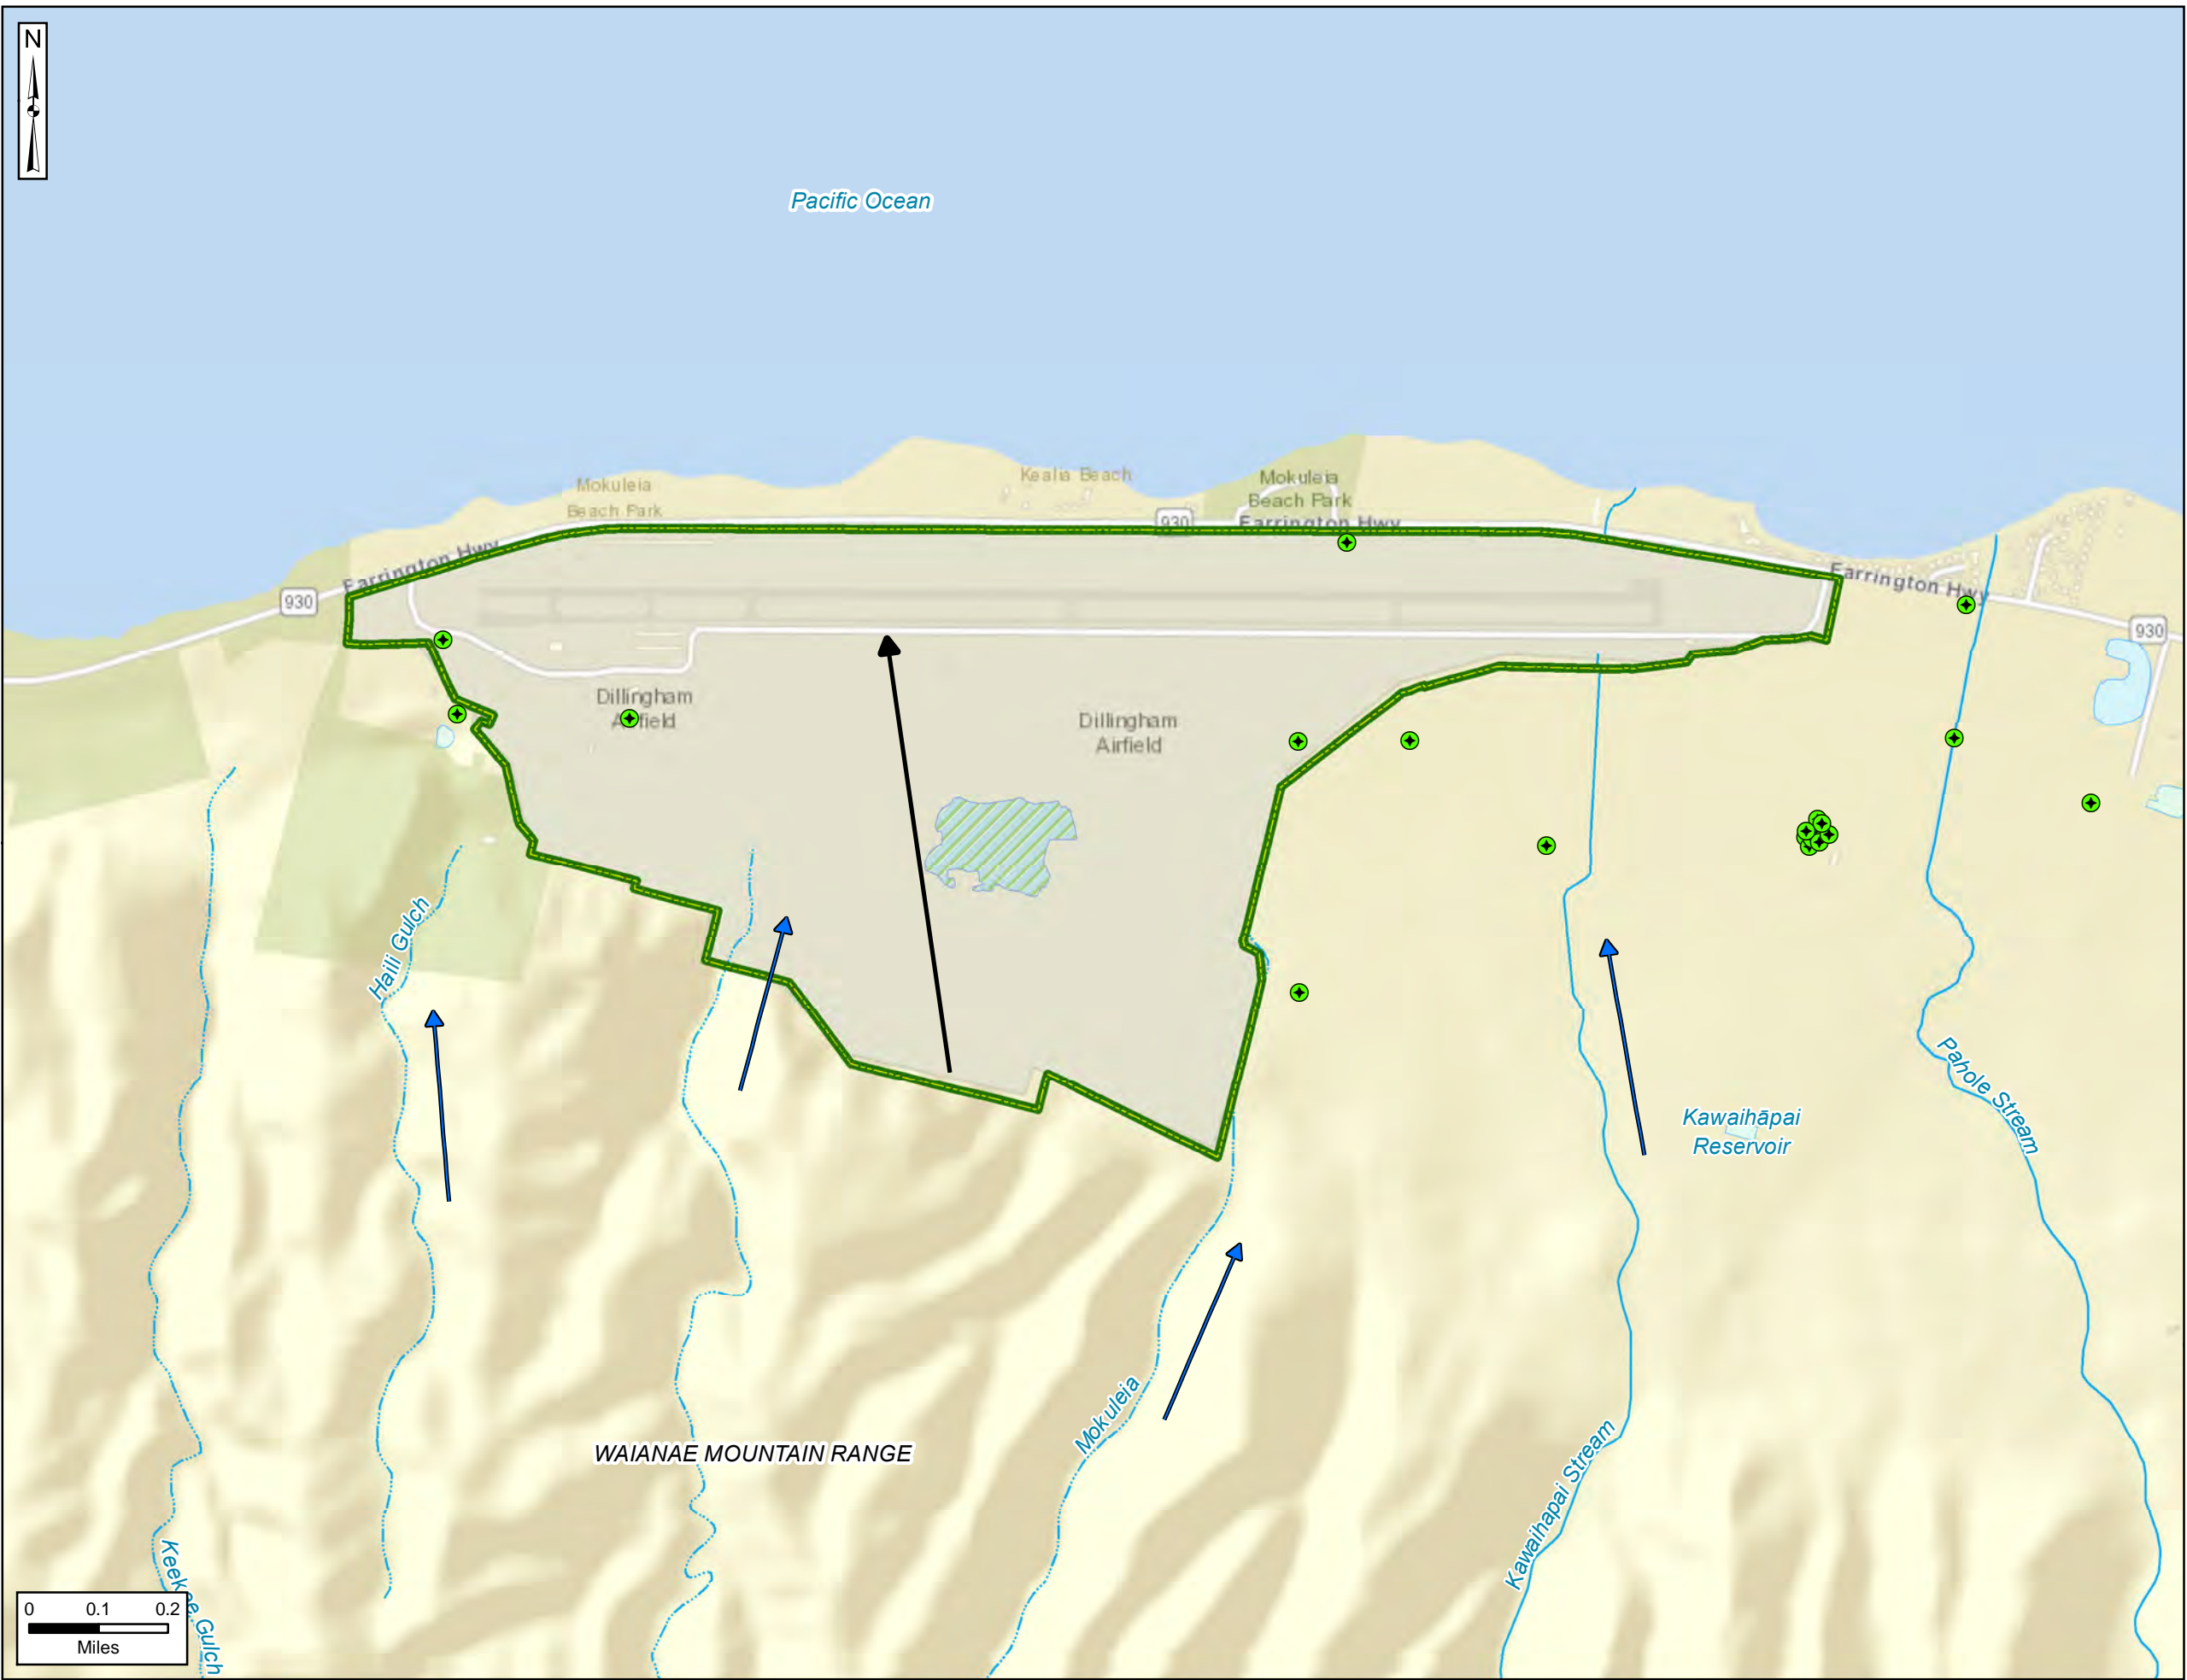 N
Pacific Ocean
Kealia Beach
Mokuleia
Beach Park
Mokuleia
Beach Park
930
Farrington Hwy
Farrington Hwy
930
Farrington Hwy
930
Dillingham
Airfield
Dillingham
Airfield
Haili Gulch
Pahole Stream
Kawaihāpai
Reservoir
Mokuleia
WAIANAE MOUNTAIN RANGE
Kawaihapai Stream
Keekee Gulch
0 0.1 0.2
Miles